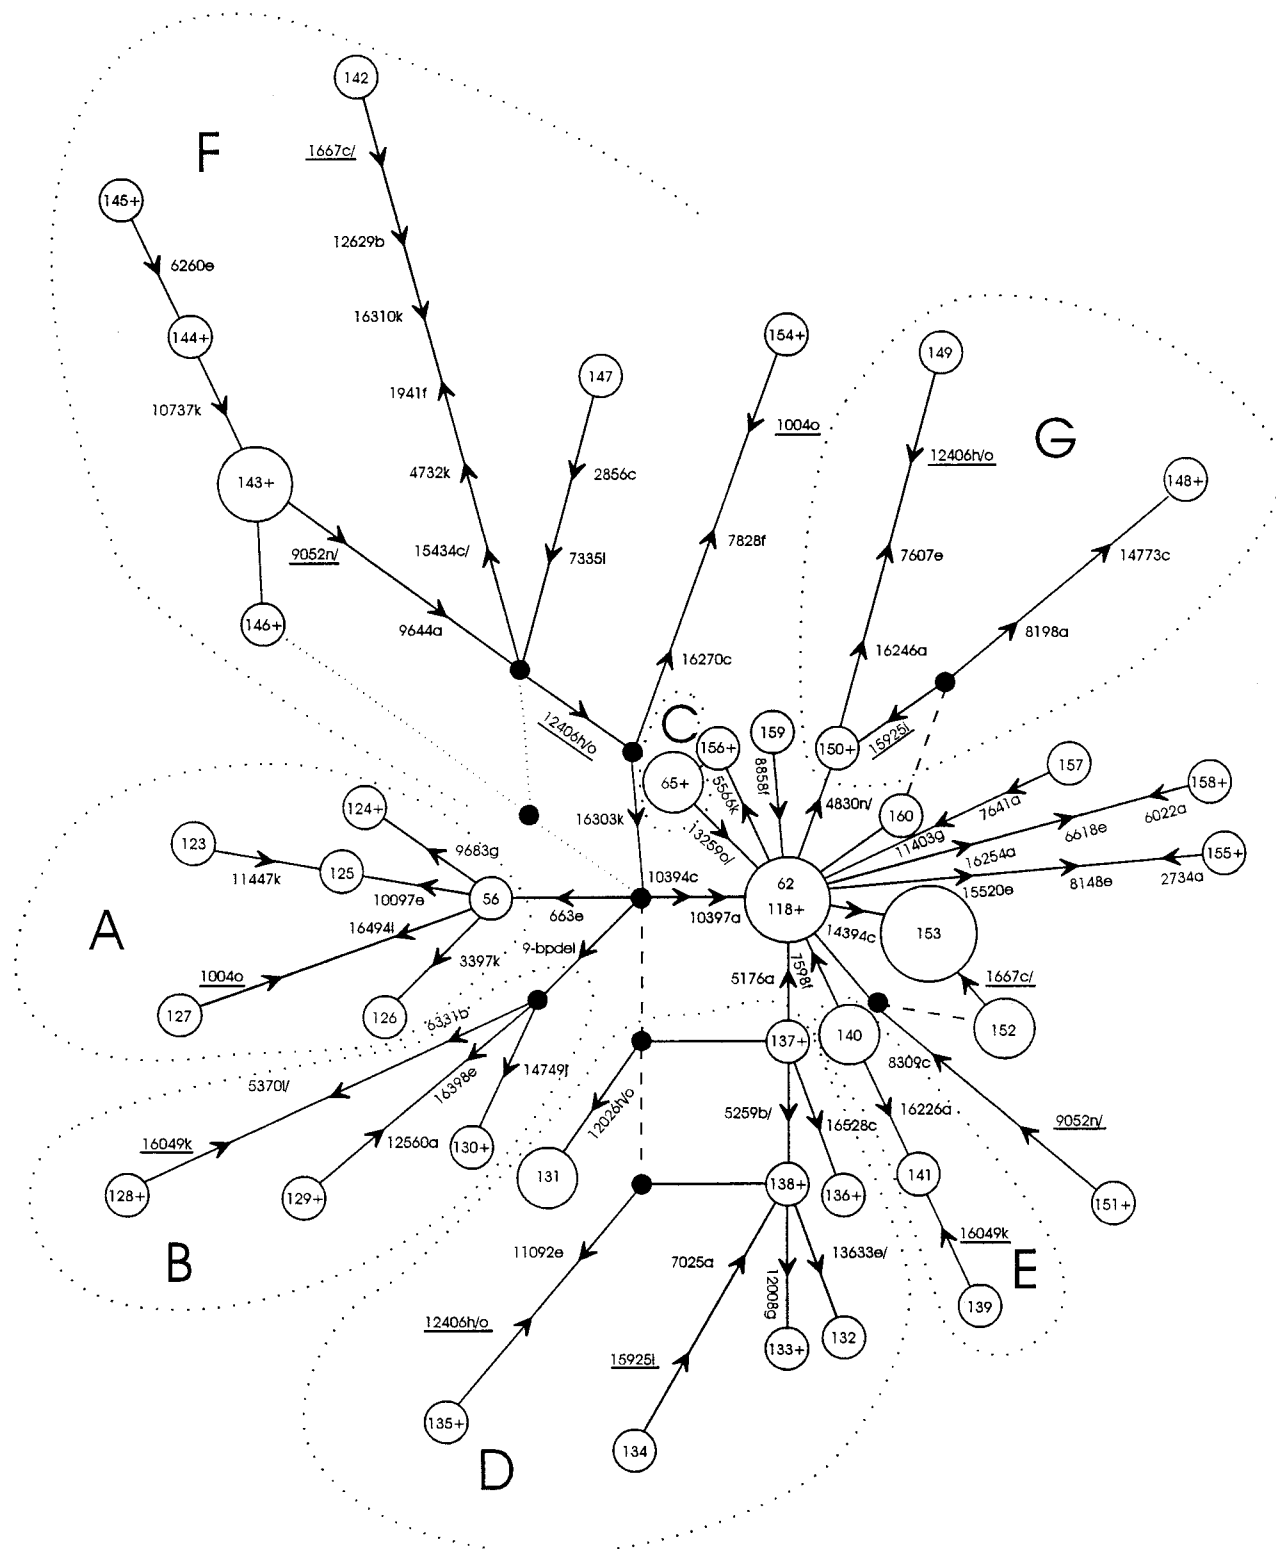 142
F
1667c/
145+
12629b
6260e
16310k
144+
154+
149
147
1941f
10737k
1004o
G
12406h/o
4732k
2856c
148+
143+
7828f
15434c/
7335l
7607e
14773c
9052n/
9644a
146+
8198a
16270c
16246a
C
12406h/o
159
156+
150+
15925i
65+
8858f
5566k
157
158+
124+
16303k
4830n/
7641a
160
6022a
123
13259o/
11403g
6618e
9683g
16254a
155+
11447k
125
10394c
62
8148e
2734a
10097e
56
663e
10397a
118+
15520e
A
16494l
14394c
153
9-bpdel
3397k
1004o
5176a
7598f
1667c/
127
126
6331b
152
137+
140
14749l
8309c
5370l/
16398e
12026h/o
5259b/
16528c
16226a
9052n/
16049k
12560a
130+
131
141
128+
129+
138+
136+
151+
B
11092e
7025a
13633e/
16049k
E
12008g
139
12406h/o
15925i
133+
132
135+
134
D